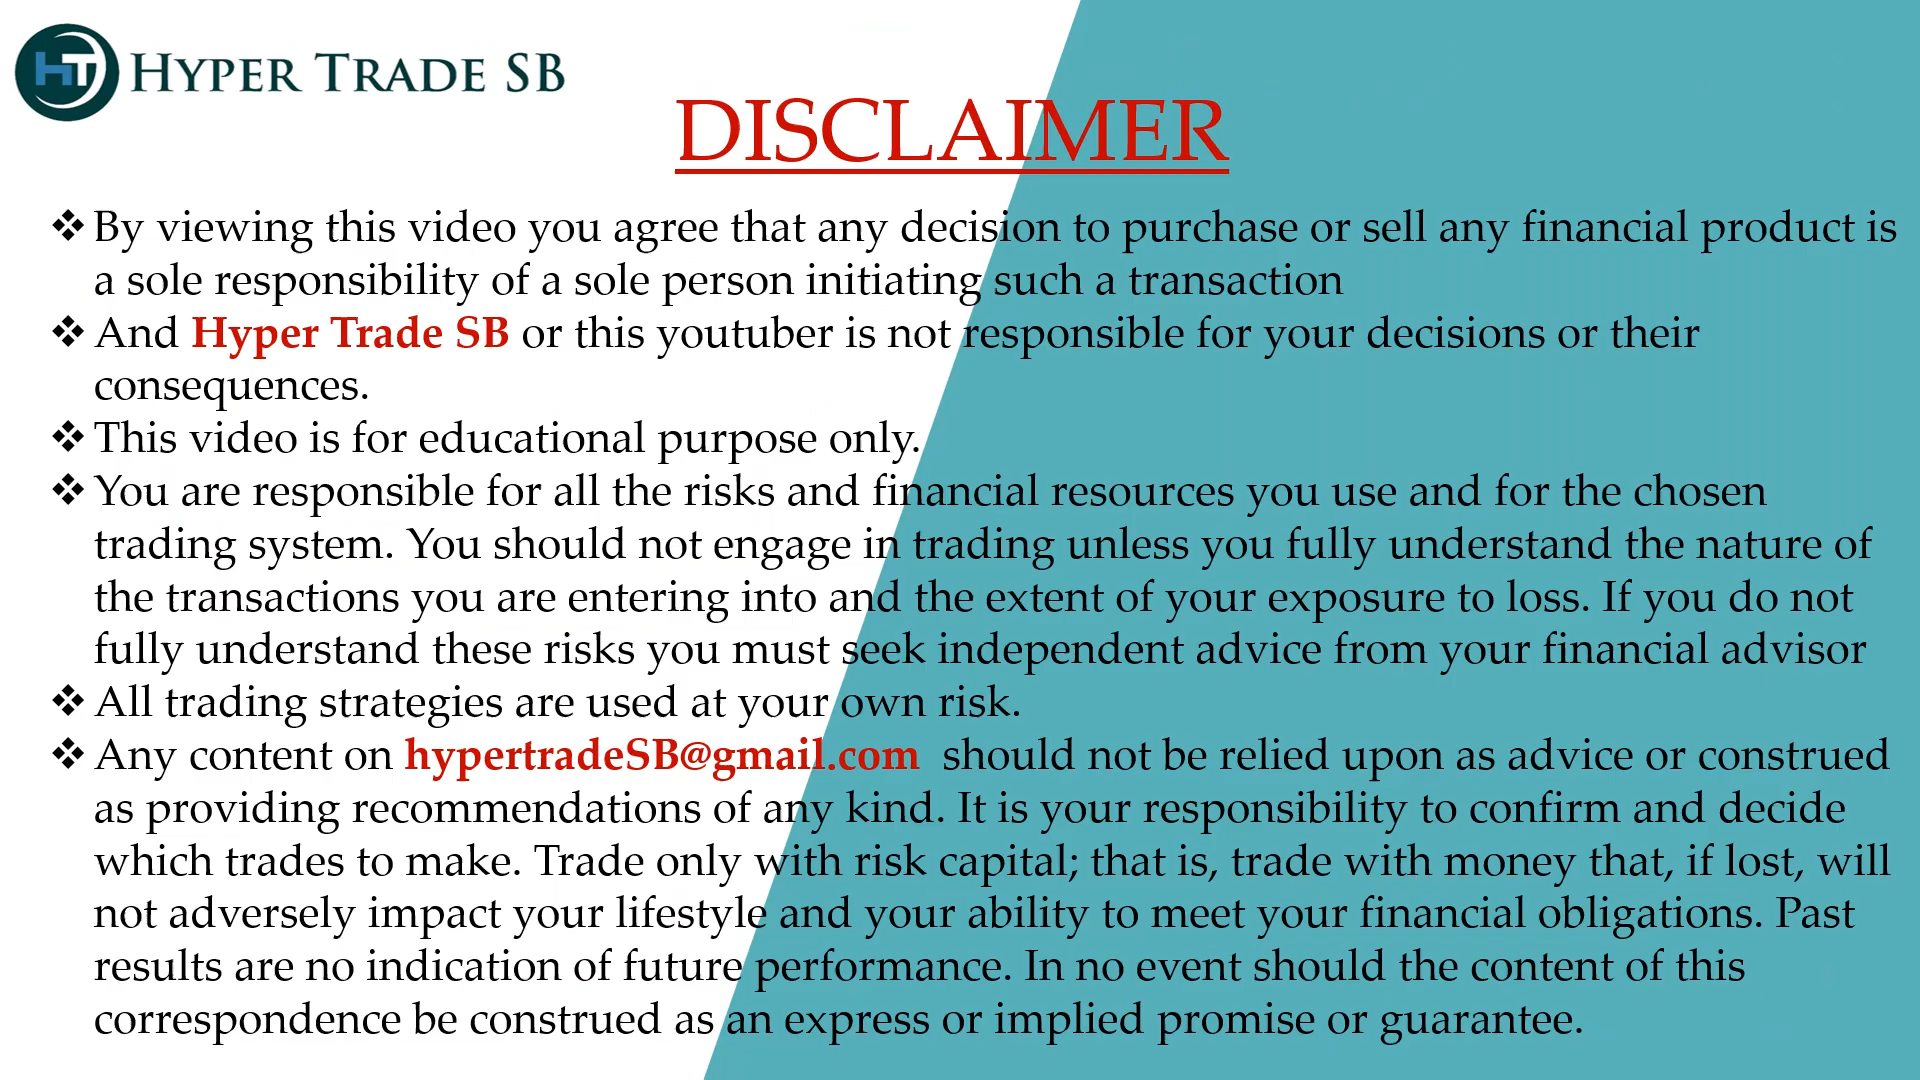 HT HYPER TRADE SB
DISCLAIMER
❖ By viewing this video you agree that any decision to purchase or sell any financial product is
a sole responsibility of a sole person initiating such a transaction
❖ And Hyper Trade SB or this youtuber is not responsible for your decisions or their
consequences.
❖ This video is for educational purpose only.
❖ You are responsible for all the risks and financial resources you use and for the chosen
trading system. You should not engage in trading unless you fully understand the nature of
the transactions you are entering into and the extent of your exposure to loss. If you do not
fully understand these risks you must seek independent advice from your financial advisor
❖ All trading strategies are used at your own risk.
❖ Any content on hypertradeSB@gmail.com should not be relied upon as advice or construed
as providing recommendations of any kind. It is your responsibility to confirm and decide
which trades to make. Trade only with risk capital; that is, trade with money that, if lost, will
not adversely impact your lifestyle and your ability to meet your financial obligations. Past
results are no indication of future performance. In no event should the content of this
correspondence be construed as an express or implied promise or guarantee.